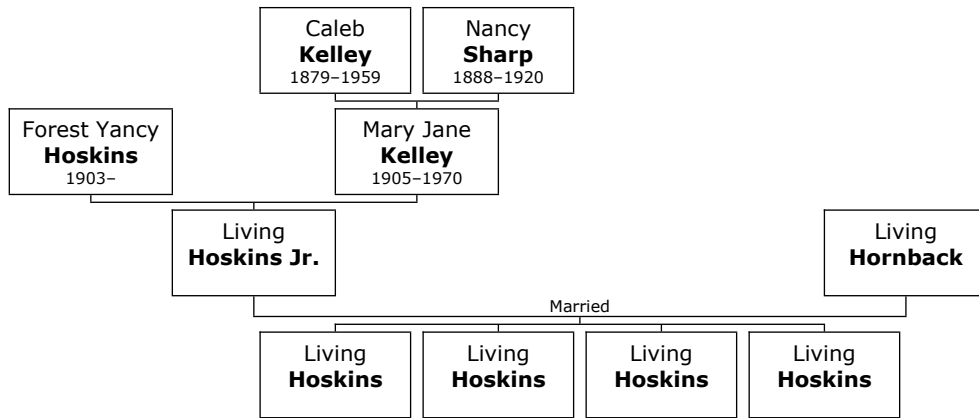 Caleb
Kelley
1879–1959
Nancy
Sharp
1888–1920
Forest Yancy
Hoskins
1903–
Mary Jane
Kelley
1905–1970
Living
Hoskins Jr.
Living
Hornback
Married
Living
Hoskins
Living
Hoskins
Living
Hoskins
Living
Hoskins